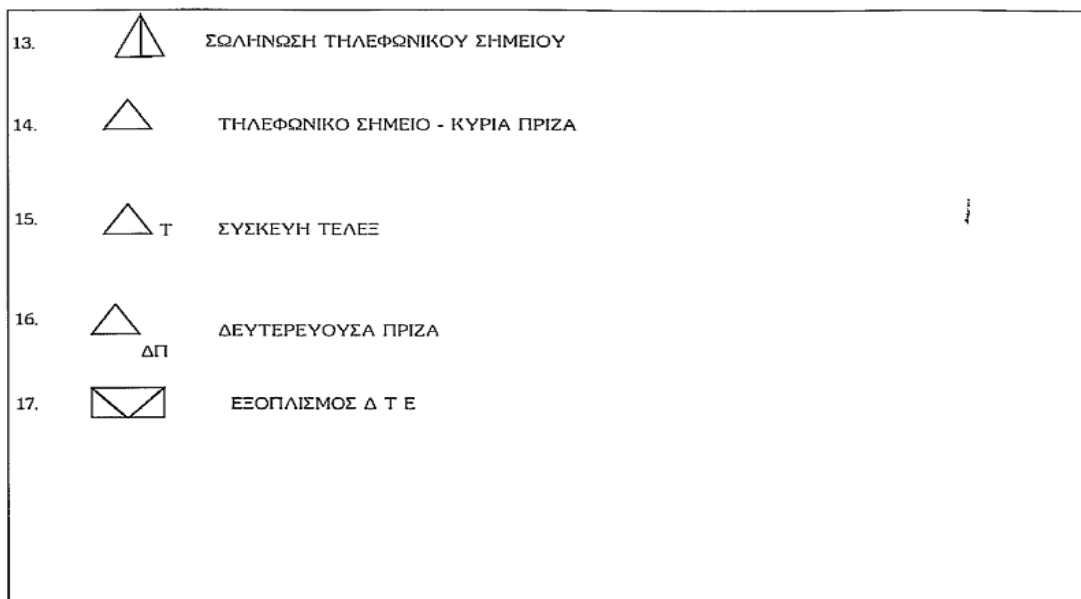 13. ΣΩΛΗΝΩΣΗ ΤΗΛΕΦΩΝΙΚΟΥ ΣΗΜΕΙΟΥ
14. ΤΗΛΕΦΩΝΙΚΟ ΣΗΜΕΙΟ - ΚΥΡΙΑ ΠΡΙΖΑ
15. Τ ΣΥΣΚΕΥΗ ΤΕΛΕΞ
16. ΔΕΥΤΕΡΕΥΟΥΣΑ ΠΡΙΖΑ
ΔΠ
17. ΕΞΟΠΛΙΣΜΟΣ Δ Τ Ε